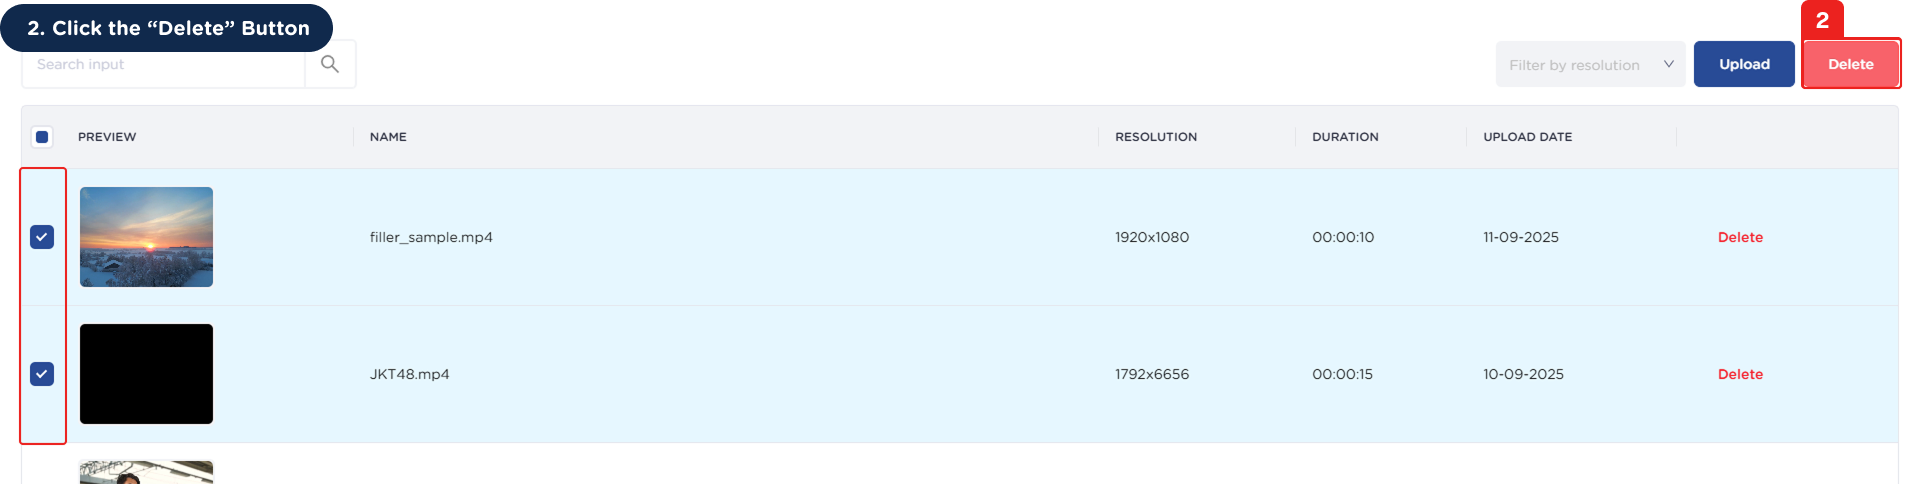 2. Click the “Delete” Button
2
Search input
Filter by resolution
Upload
Delete
PREVIEW NAME RESOLUTION DURATION UPLOAD DATE
filler_sample.mp4 1920x1080 00:00:10 11-09-2025 Delete
JKT48.mp4 1792x6656 00:00:15 10-09-2025 Delete